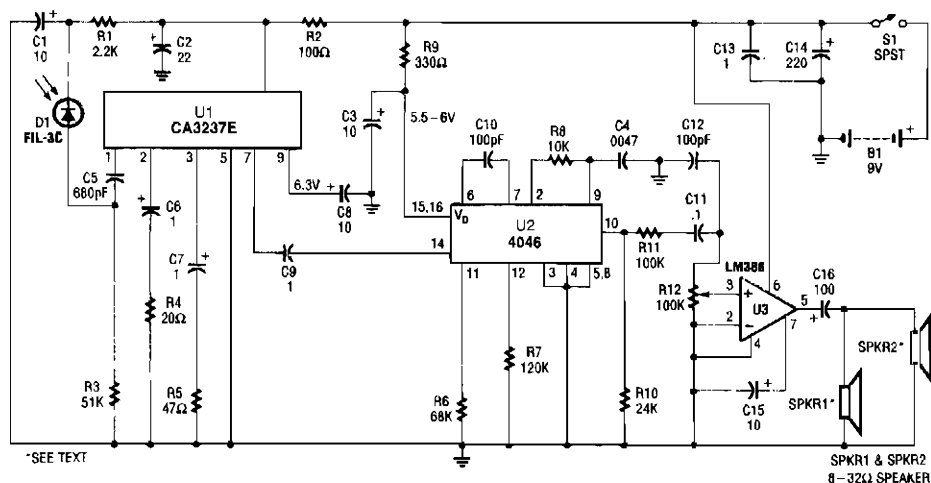 C1
10
R1
2.2K
C2
22
R2
100Ω
R9
330Ω
C13
1
C14
220
S1
SPST
D1
FIL-3C
U1
CA3237E
1
2
3
5
7
9
C3
10
5.5-6V
C10
100pF
R8
10K
C4
0047
C12
100pF
B1
9V
C5
680pF
6.3V
C8
10
6
7
2
9
15,16
VD
U2
4046
10
14
11
12
3
4
5,8
C11
.1
R11
100K
C6
1
C7
1
C9
1
LM386
R12
100K
3
+
6
U3
2
−
5
7
4
C16
100
R4
20Ω
R7
120K
SPKR2*
R3
51K
R5
47Ω
R6
68K
R10
24K
C15
10
SPKR1*
*SEE TEXT
SPKR1 & SPKR2
8-32Ω SPEAKER